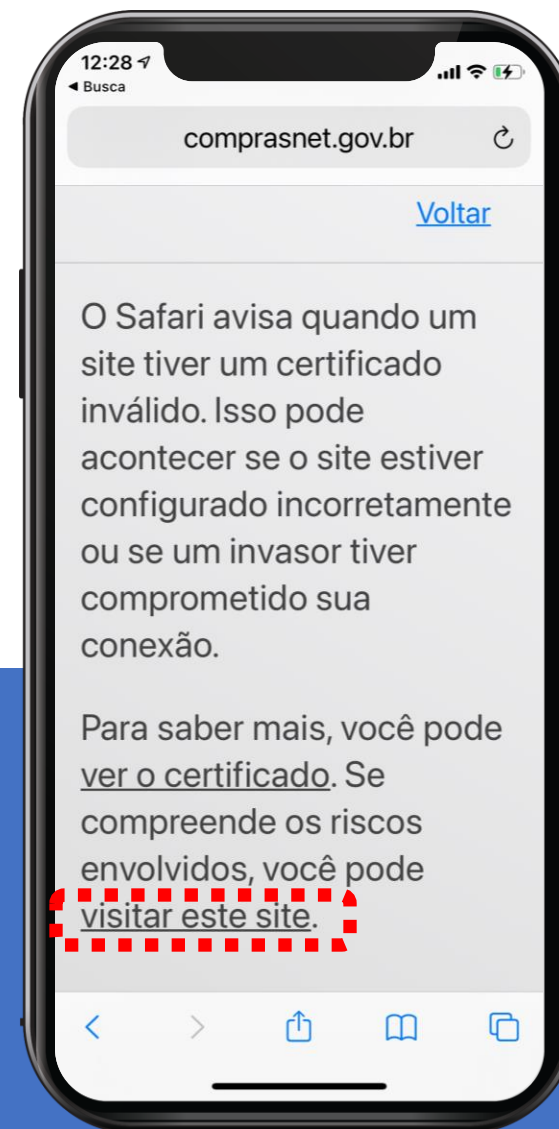 12:28
◀ Busca
comprasnet.gov.br
Voltar
O Safari avisa quando um
site tiver um certificado
inválido. Isso pode
acontecer se o site estiver
configurado incorretamente
ou se um invasor tiver
comprometido sua
conexão.
Para saber mais, você pode
ver o certificado. Se
compreende os riscos
envolvidos, você pode
visitar este site.